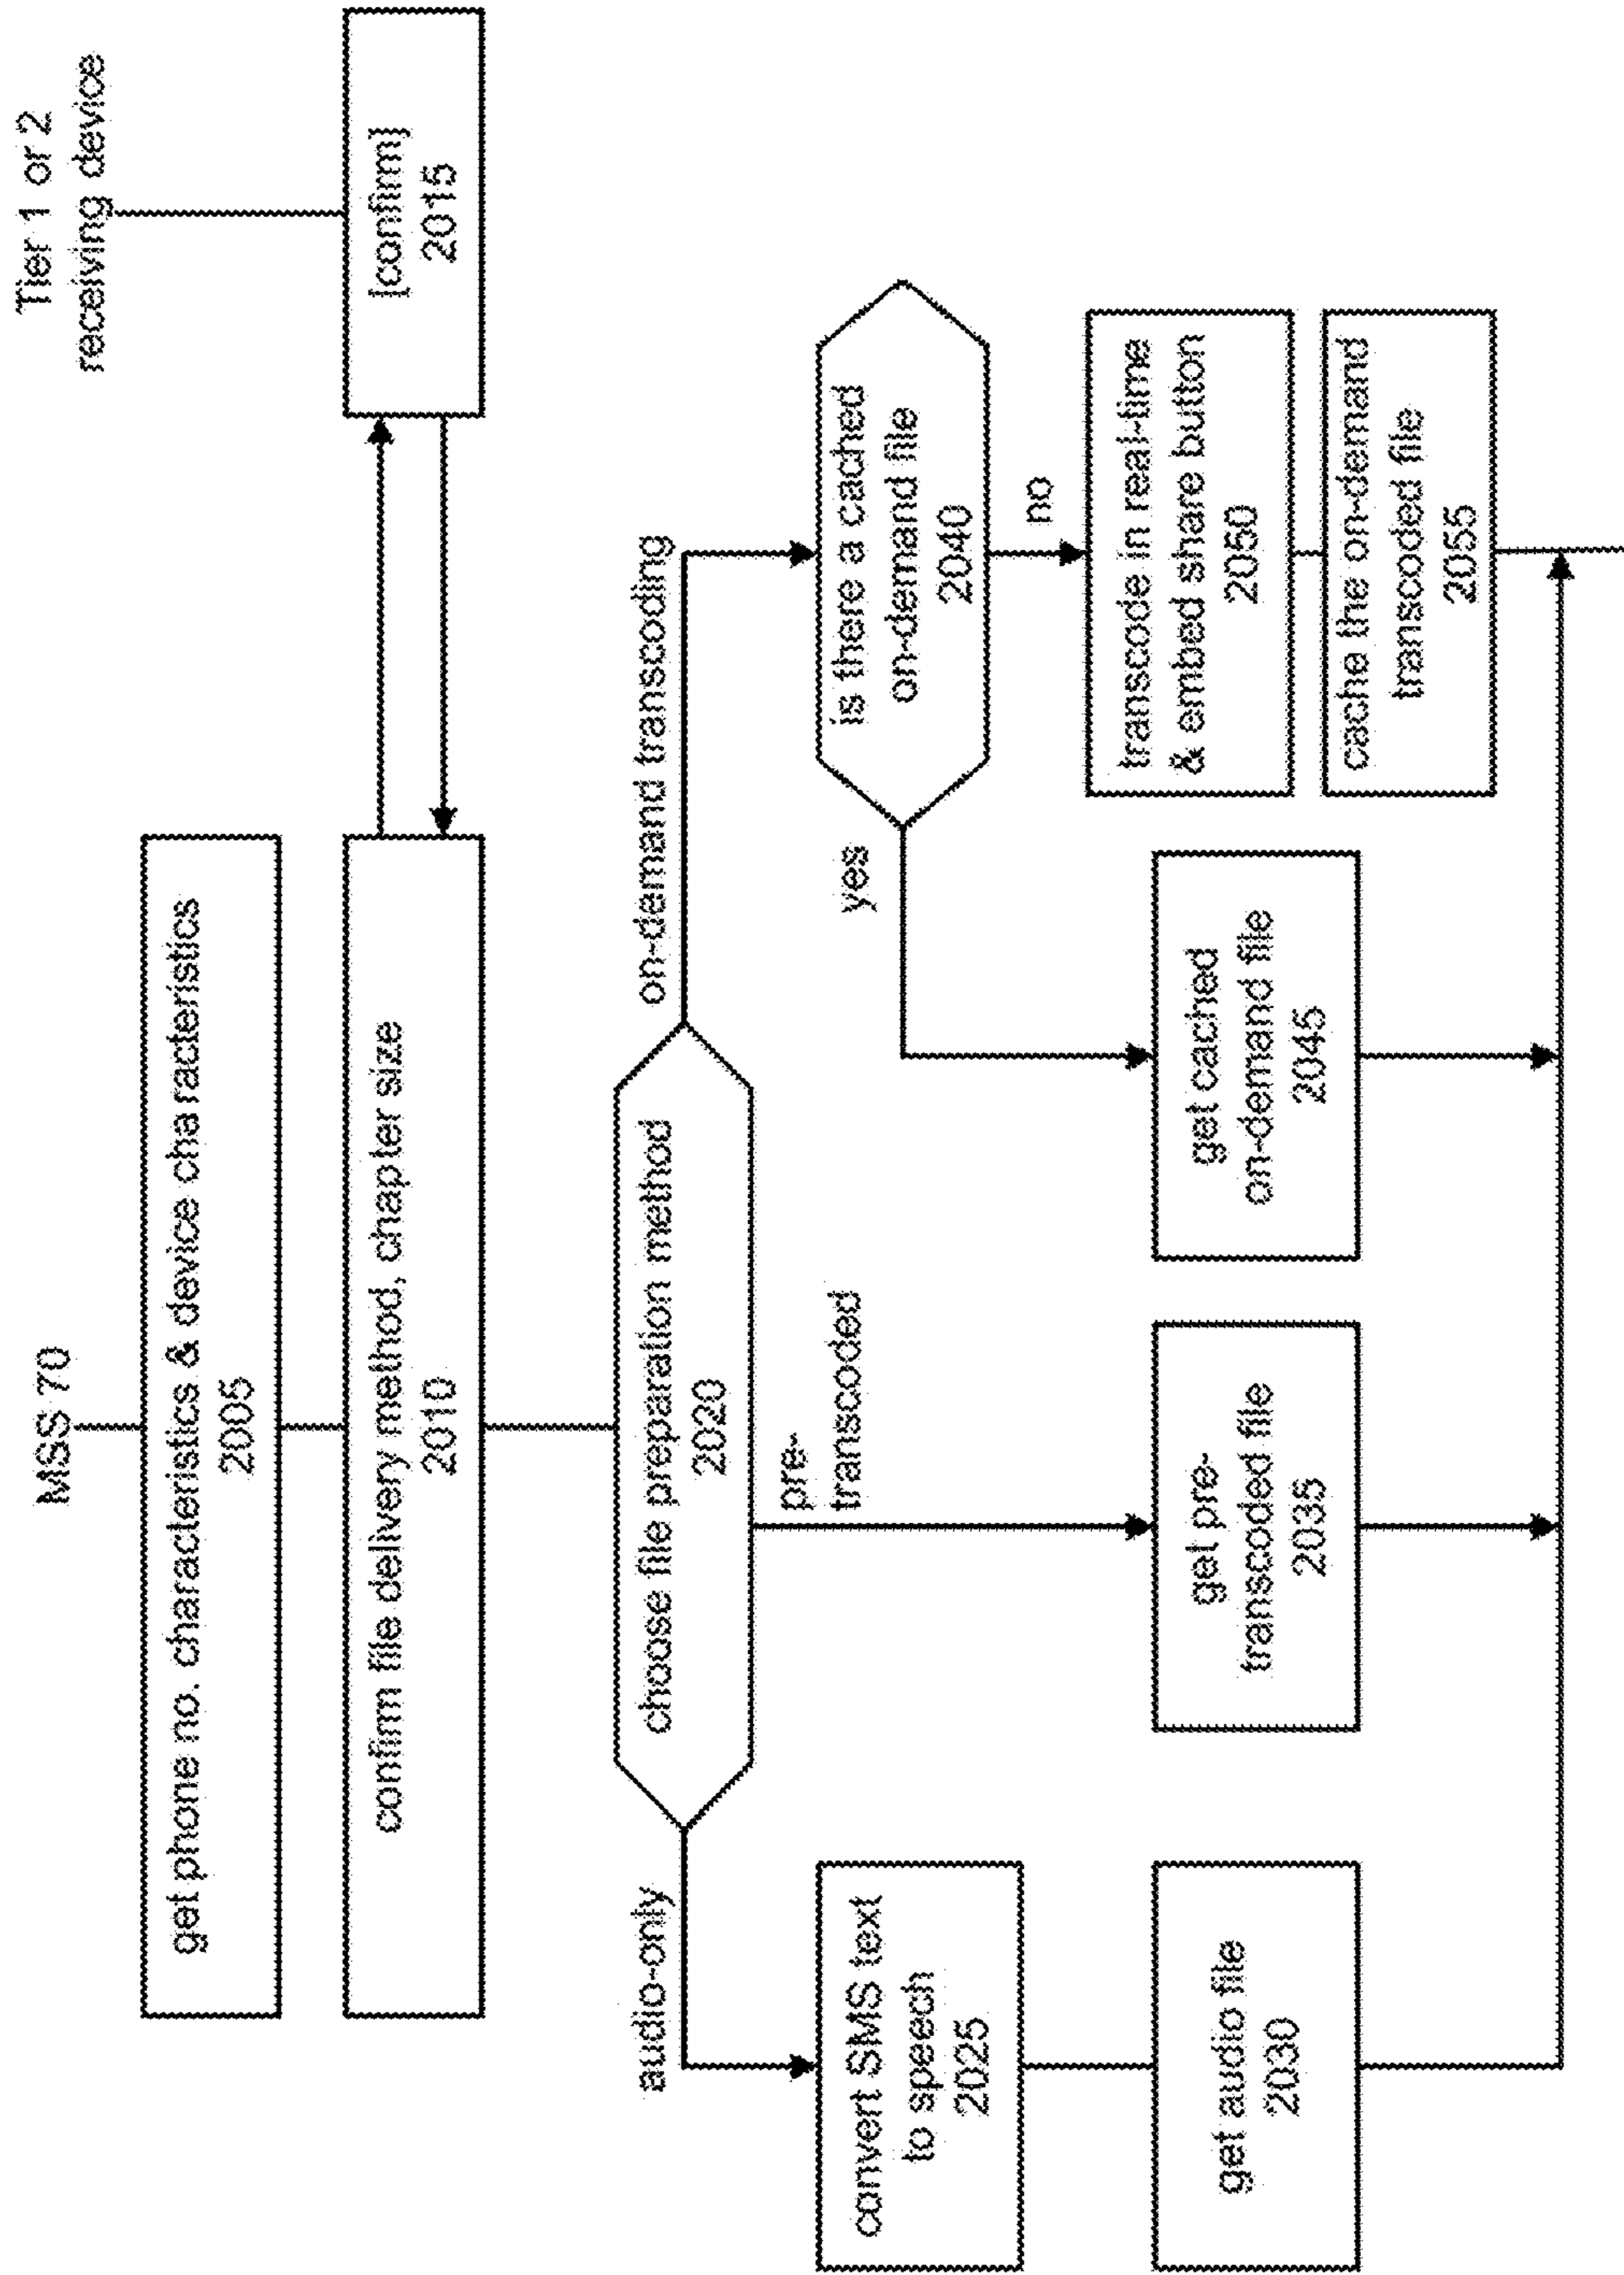 MSS 70
Tier 1 or 2
receiving device
get phone no. characteristics & device characteristics
2005
confirm file delivery method, chapter size
2010
[confirm]
2015
choose file preparation method
2020
audio-only
pre-
transcoded
on-demand transcoding
convert SMS text
to speech
2025
is there a cached
on-demand file
2040
yes
no
get audio file
2030
get pre-
transcoded file
2035
get cached
on-demand file
2045
transcode in real-time
& embed share button
2050
cache the on-demand
transcoded file
2055